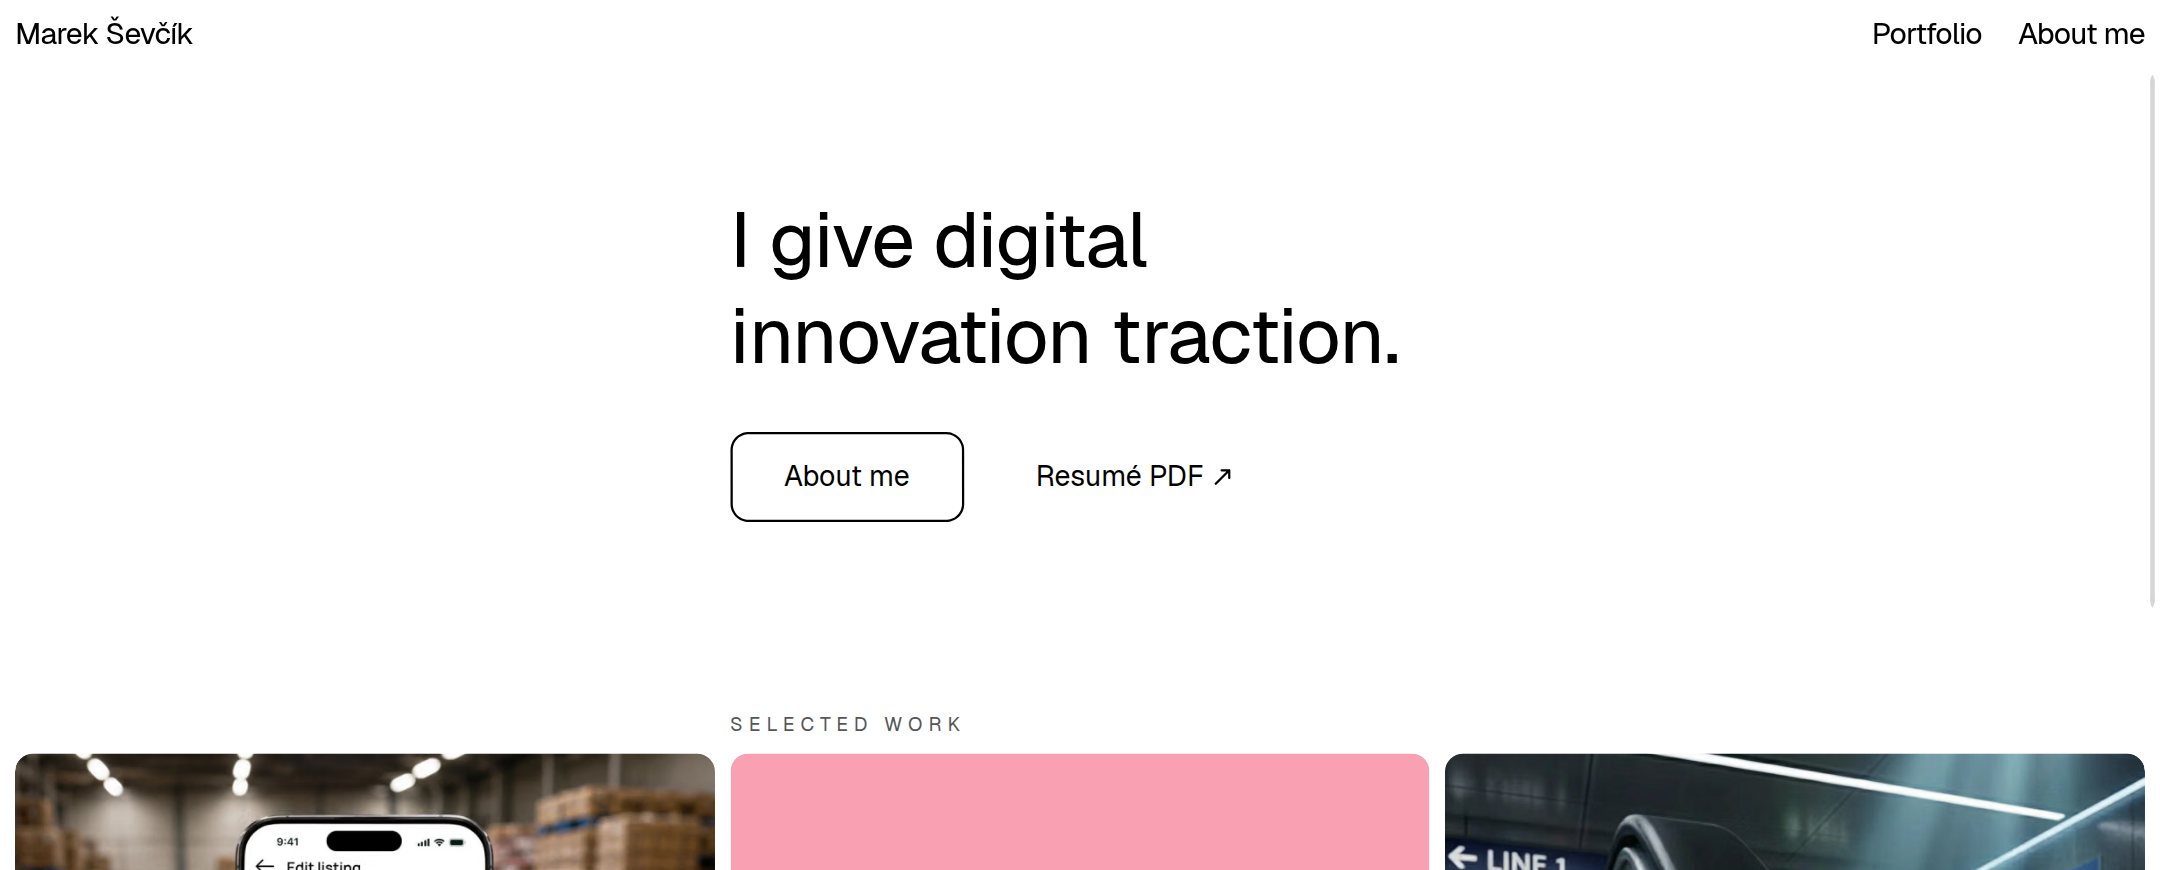 Marek Ševčík
Portfolio
About me
I give digital
innovation traction.
About me
Resumé PDF ↗
SELECTED WORK
9:41
← Edit listing
← LINE 1